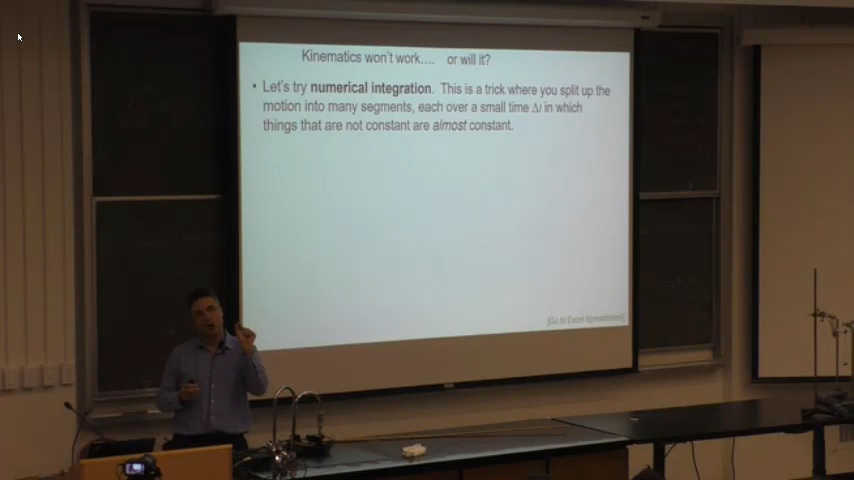 Kinematics won't work.... or will it?
• Let's try numerical integration. This is a trick where you split up the
motion into many segments, each over a small time Δt in which
things that are not constant are almost constant.
[Go to Excel Spreadsheet]